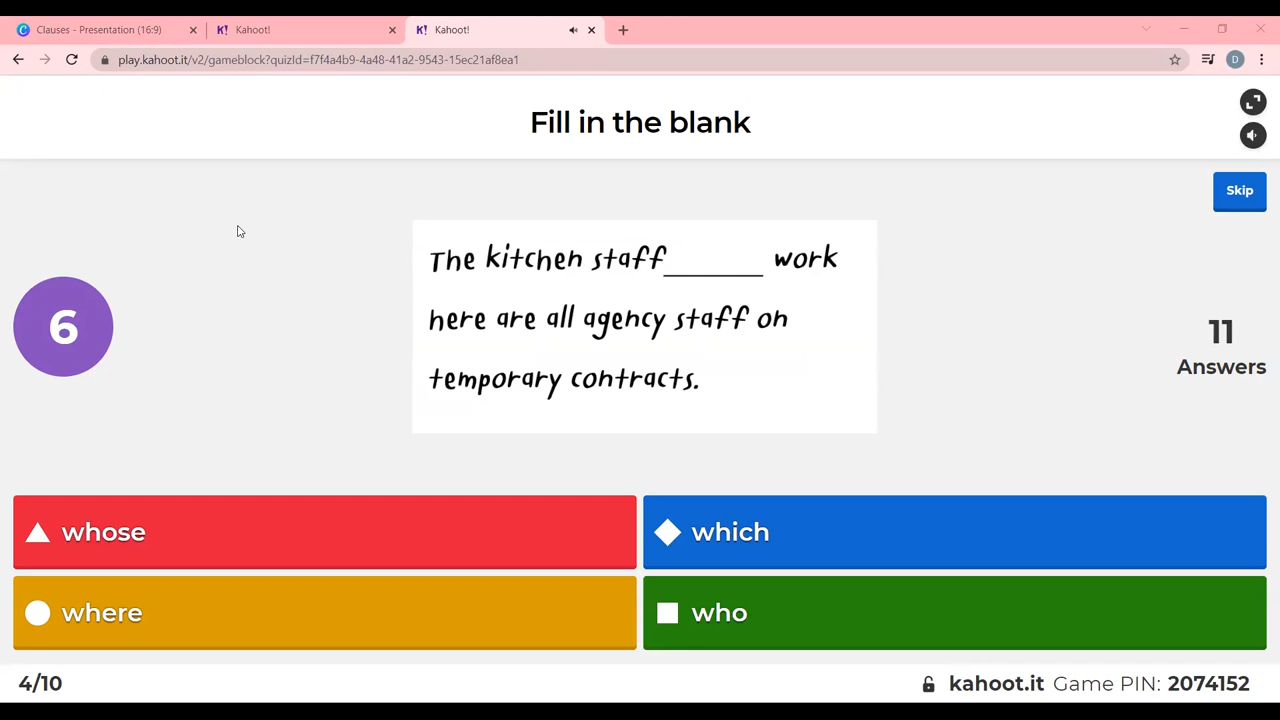 Clauses - Presentation (16:9)
Kahoot!
Kahoot!
play.kahoot.it/v2/gameblock?quizId=f7f4a4b9-4a48-41a2-9543-15ec21af8ea1
D
Fill in the blank
Skip
The kitchen staff________ work
here are all agency staff on
temporary contracts.
6
11
Answers
whose
which
where
who
4/10
kahoot.it Game PIN: 2074152